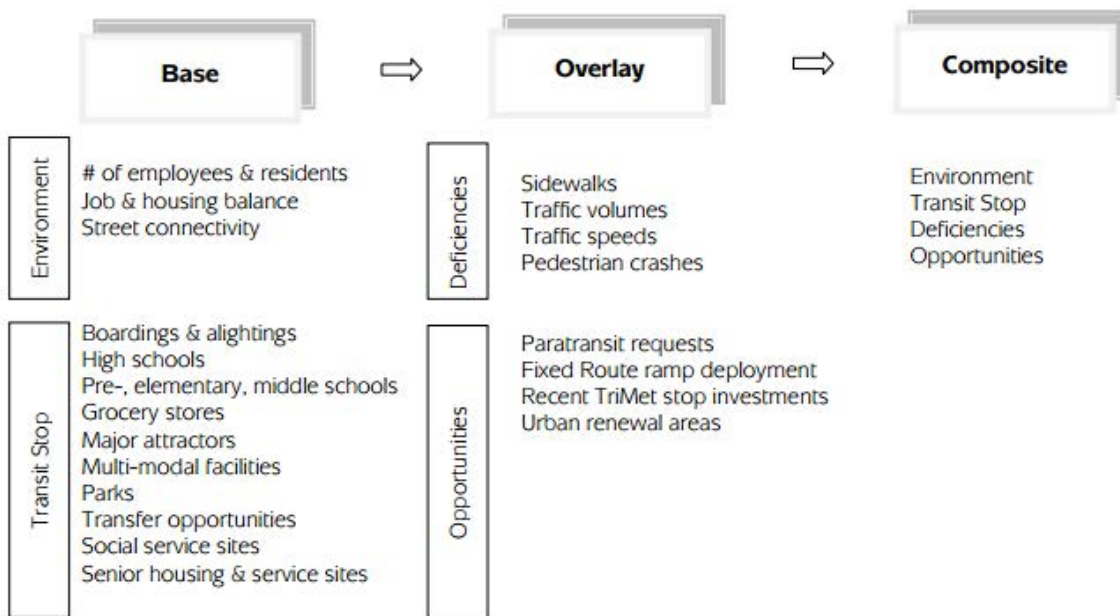 Base
Overlay
Composite
Environment
# of employees & residents
Job & housing balance
Street connectivity
Transit Stop
Boardings & alightings
High schools
Pre-, elementary, middle schools
Grocery stores
Major attractors
Multi-modal facilities
Parks
Transfer opportunities
Social service sites
Senior housing & service sites
Deficiencies
Sidewalks
Traffic volumes
Traffic speeds
Pedestrian crashes
Opportunities
Paratransit requests
Fixed Route ramp deployment
Recent TriMet stop investments
Urban renewal areas
Environment
Transit Stop
Deficiencies
Opportunities